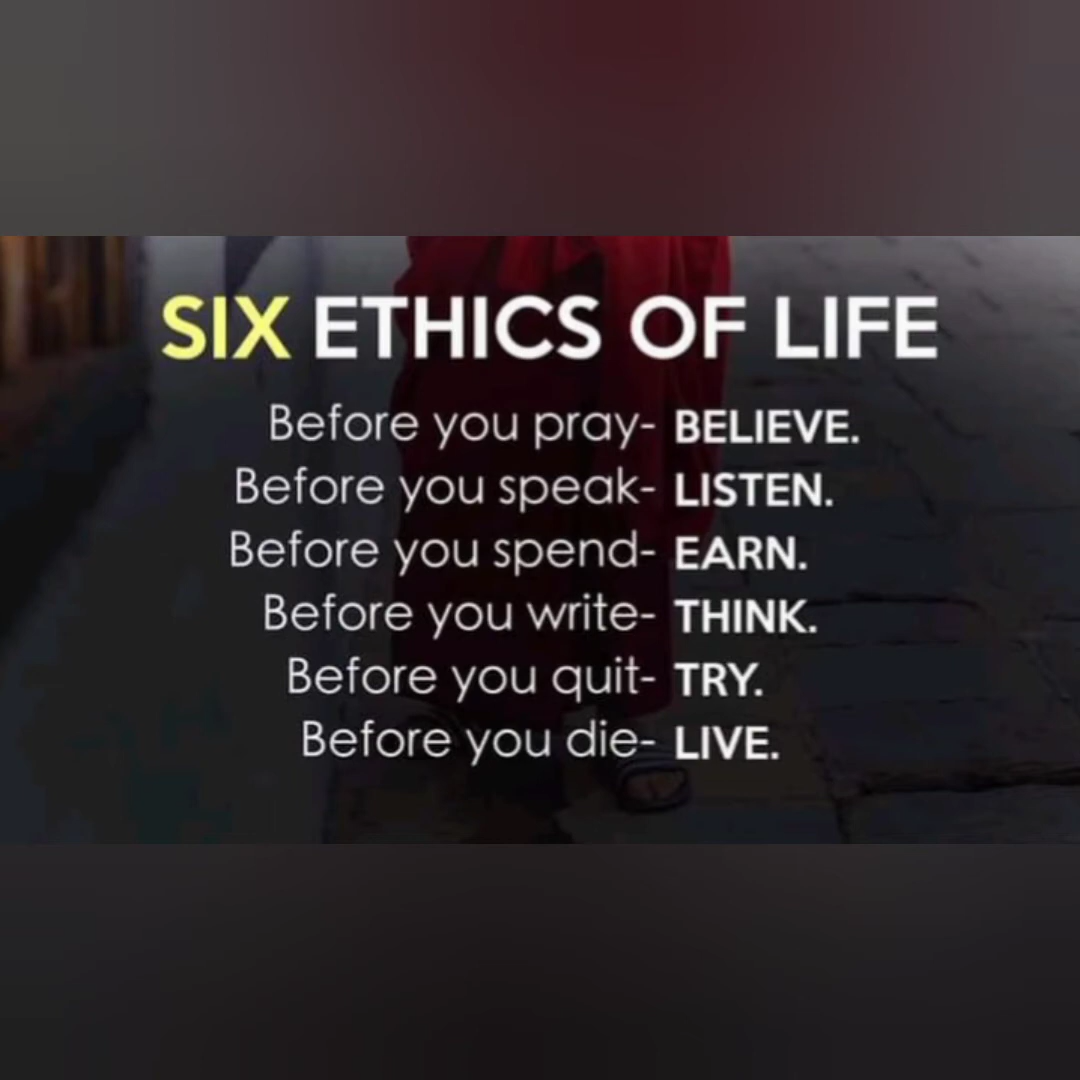 SIX ETHICS OF LIFE
Before you pray- BELIEVE.
Before you speak- LISTEN.
Before you spend- EARN.
Before you write- THINK.
Before you quit- TRY.
Before you die- LIVE.